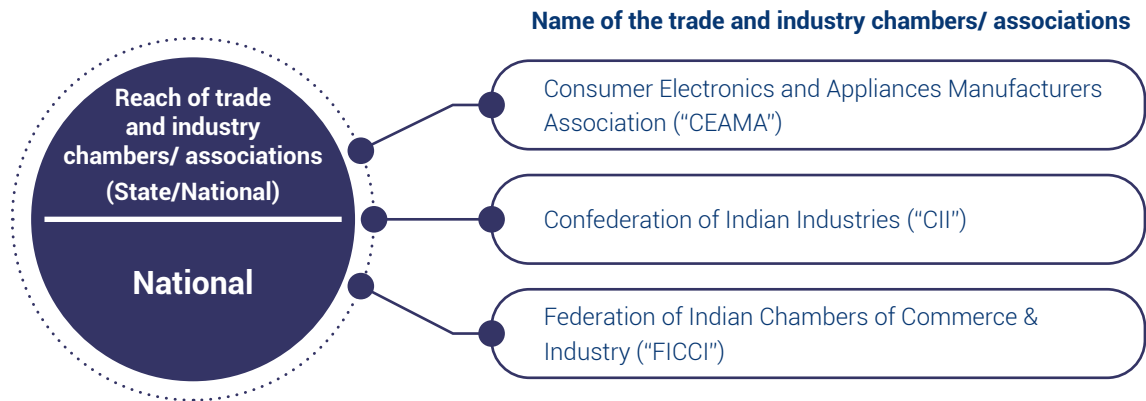 Name of the trade and industry chambers/ associations
Reach of trade
and industry
chambers/ associations
(State/National)
National
Consumer Electronics and Appliances Manufacturers
Association (“CEAMA”)
Confederation of Indian Industries (“CII”)
Federation of Indian Chambers of Commerce &
Industry (“FICCI”)